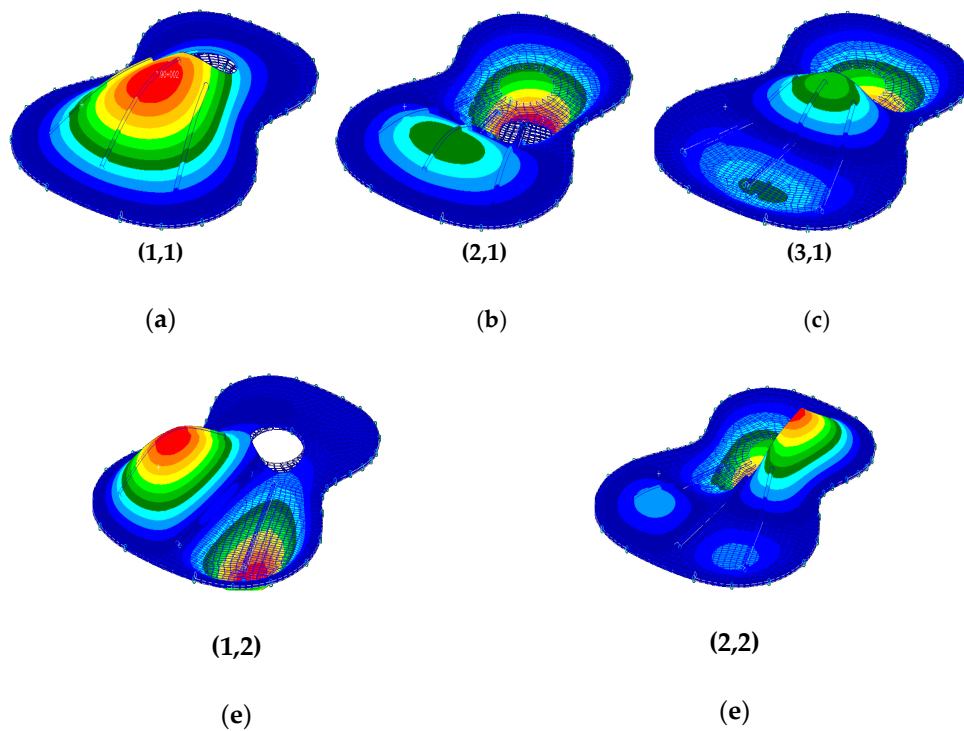 (1,1) (2,1) (3,1)
(a) (b) (c)
(1,2) (2,2)
(e) (e)